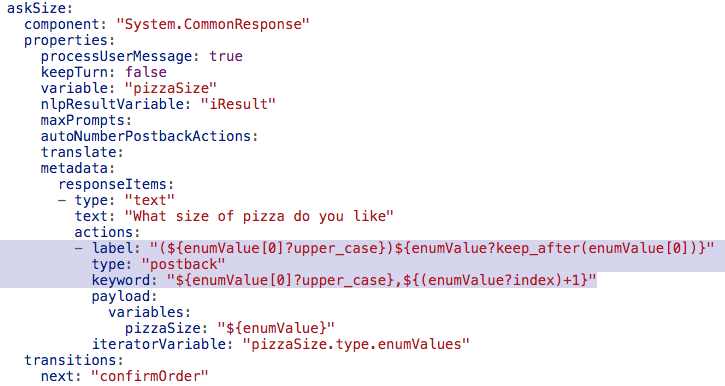 askSize:
  component: "System.CommonResponse"
  properties:
    processUserMessage: true
    keepTurn: false
    variable: "pizzaSize"
    nlpResultVariable: "iResult"
    maxPrompts:
    autoNumberPostbackActions:
    translate:
    metadata:
      responseItems:
      - type: "text"
        text: "What size of pizza do you like"
        actions:
        - label: "(${enumValue[0]?upper_case})${enumValue?keep_after(enumValue[0])}"
          type: "postback"
          keyword: "${enumValue[0]?upper_case},${(enumValue?index)+1}"
          payload:
            variables:
              pizzaSize: "${enumValue}"
          iteratorVariable: "pizzaSize.type.enumValues"
  transitions:
    next: "confirmOrder"